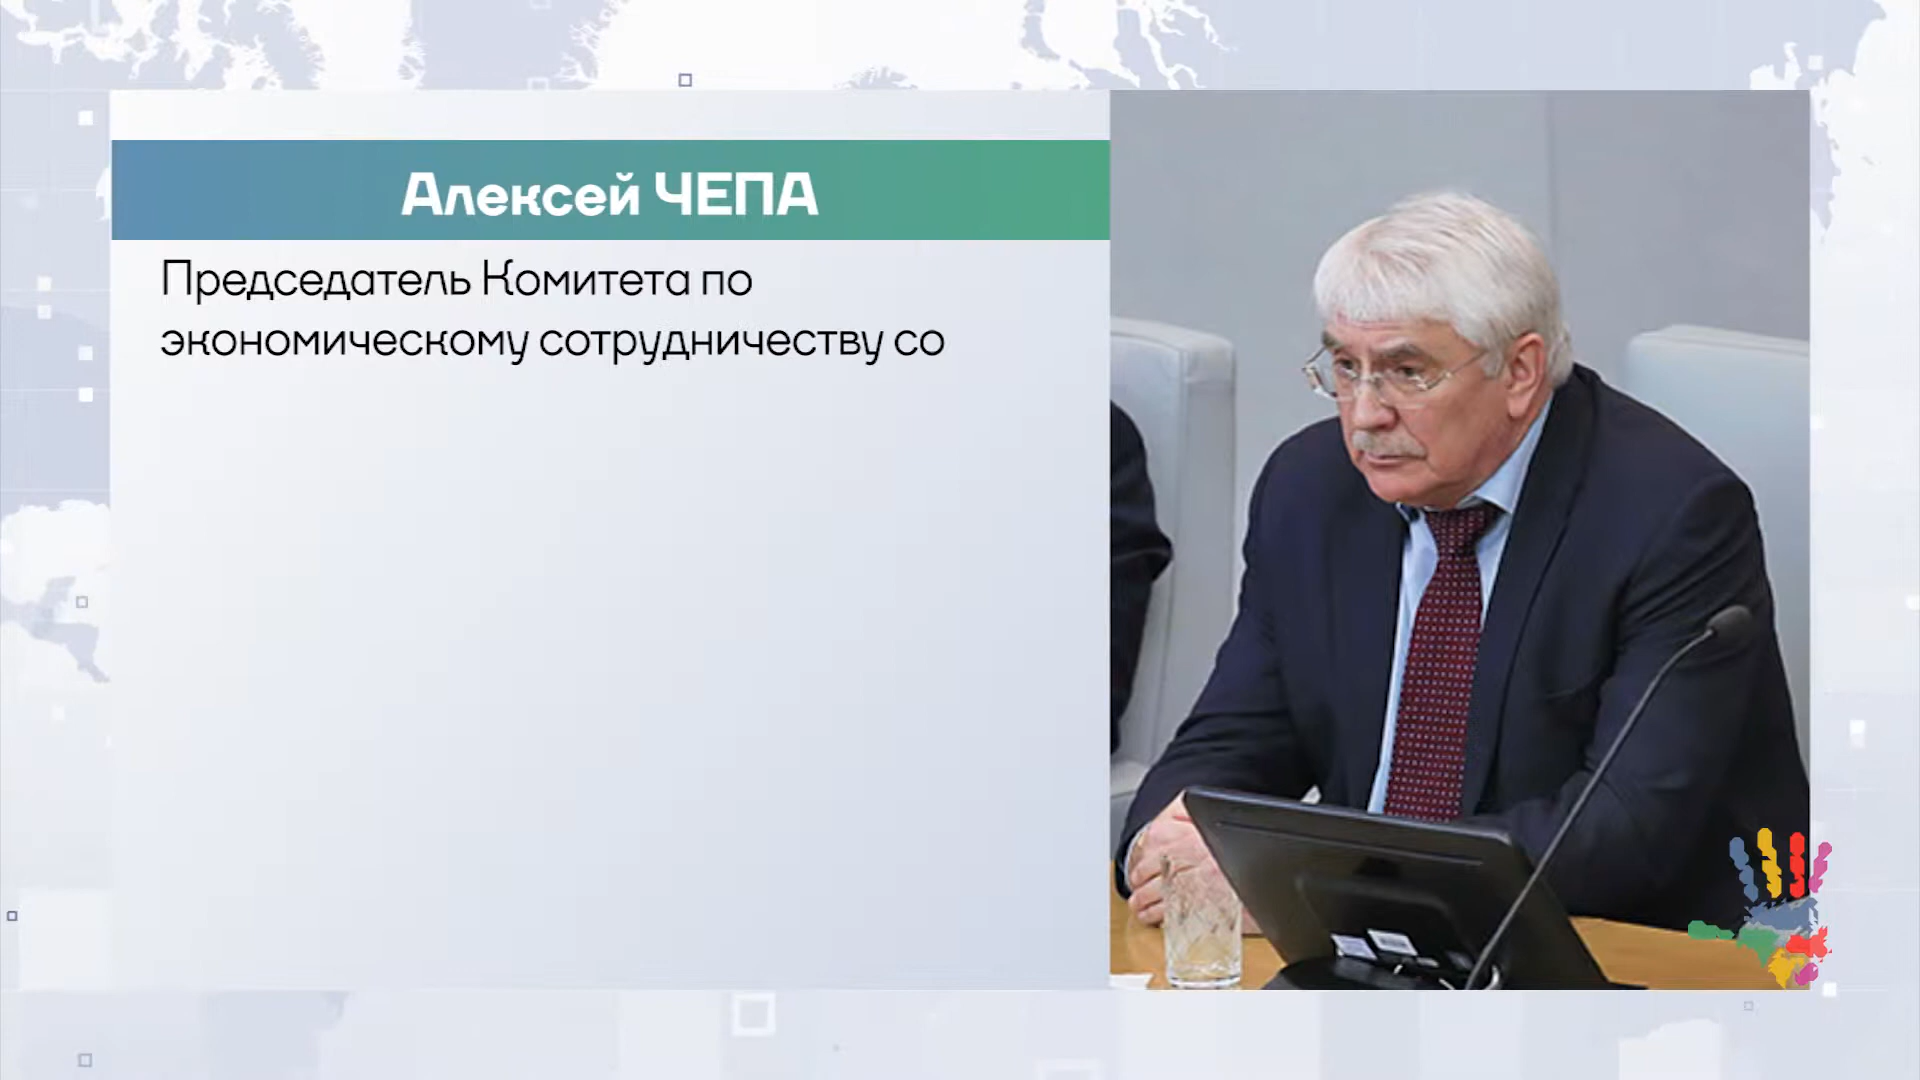 Алексей ЧЕПА
Председатель Комитета по
экономическому сотрудничеству со